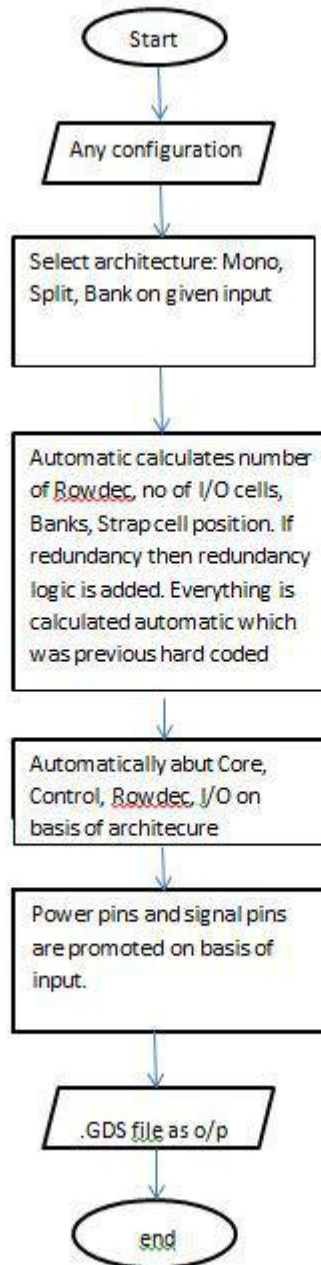 Start
Any configuration
Select architecture: Mono,
Split, Bank on given input
Automatic calculates number
of Rowdec, no of I/O cells,
Banks, Strap cell position. If
redundancy then redundancy
logic is added. Everything is
calculated automatic which
was previous hard coded
Automatically abut Core,
Control, Rowdec, I/O on
basis of architecure
Power pins and signal pins
are promoted on basis of
input.
.GDS file as o/p
end